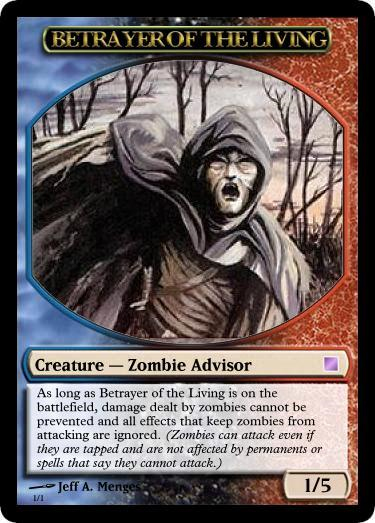 BETRAYER OF THE LIVING
Creature — Zombie Advisor
As long as Betrayer of the Living is on the
battlefield, damage dealt by zombies cannot be
prevented and all effects that keep zombies from
attacking are ignored. (Zombies can attack even if
they are tapped and are not affected by permanents or
spells that say they cannot attack.)
1/5
Jeff A. Menges
1/1